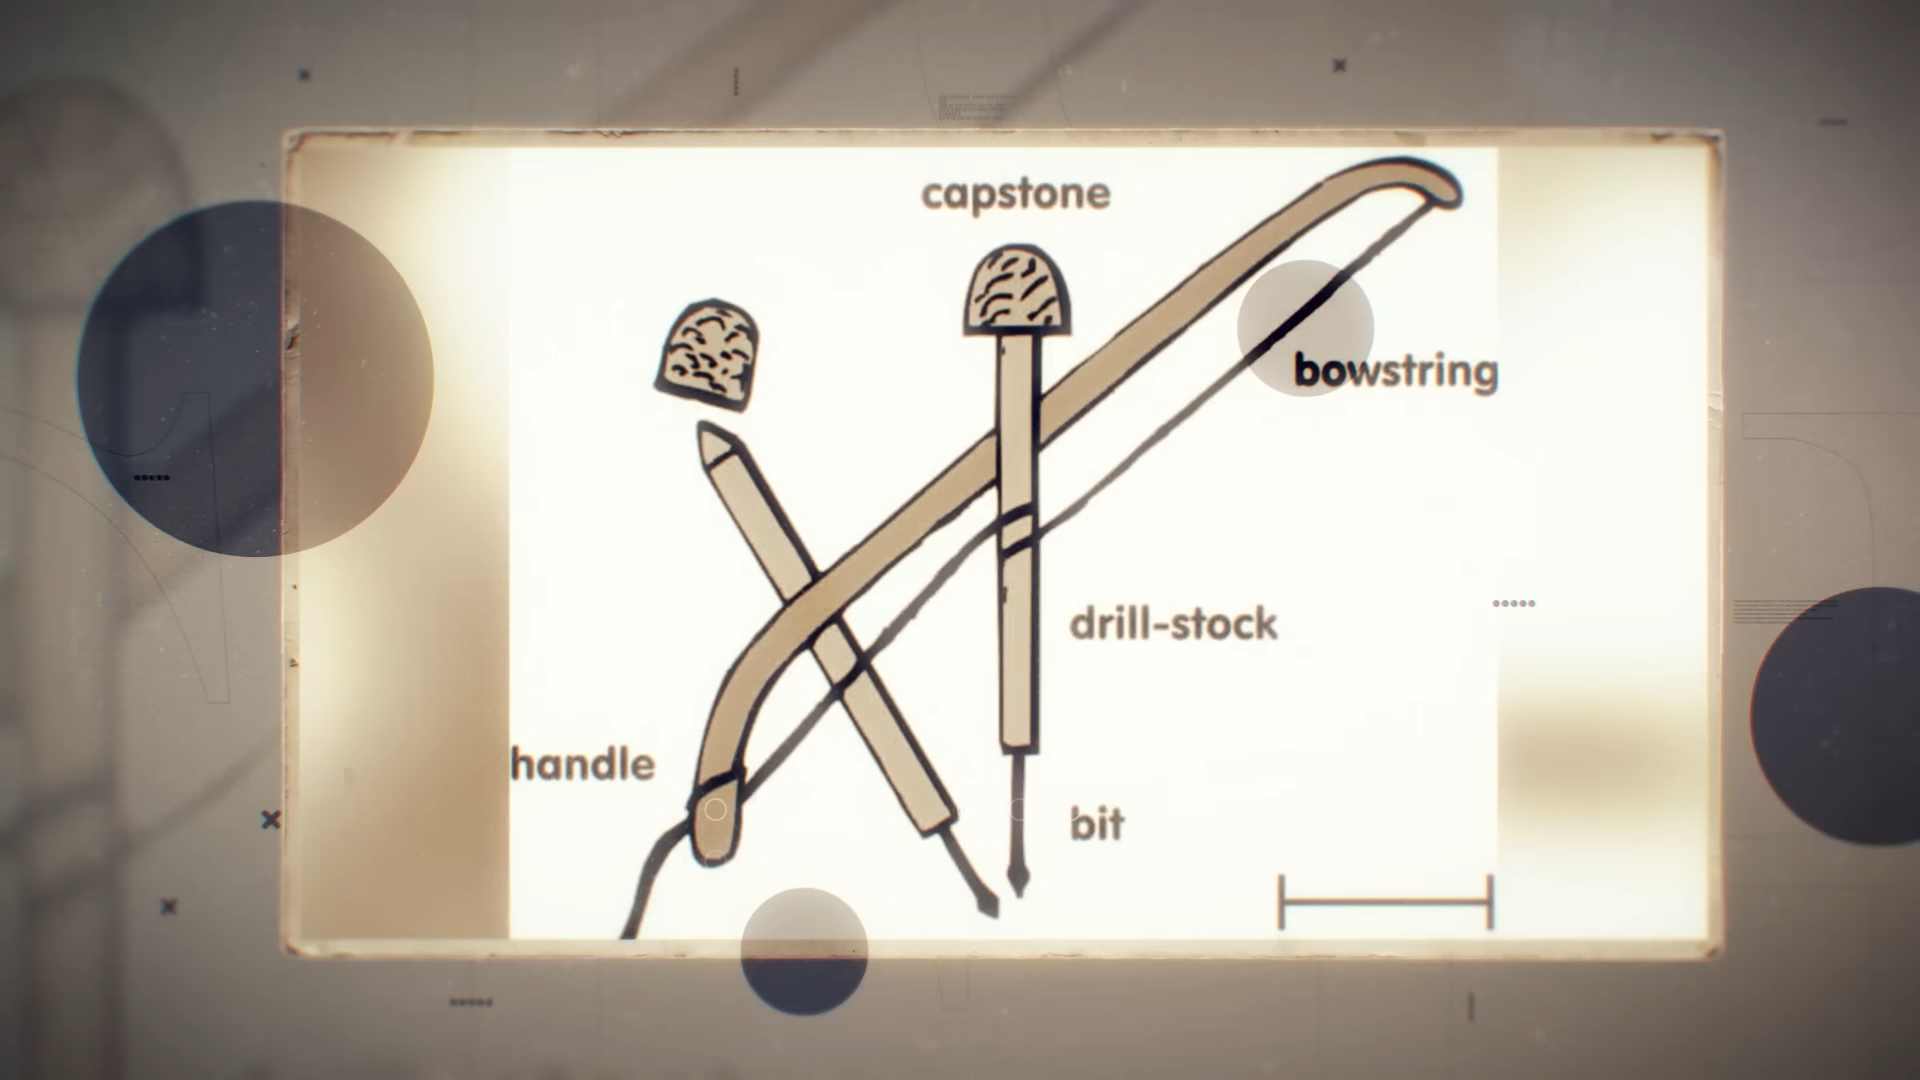 capstone
bowstring
drill-stock
handle
bit